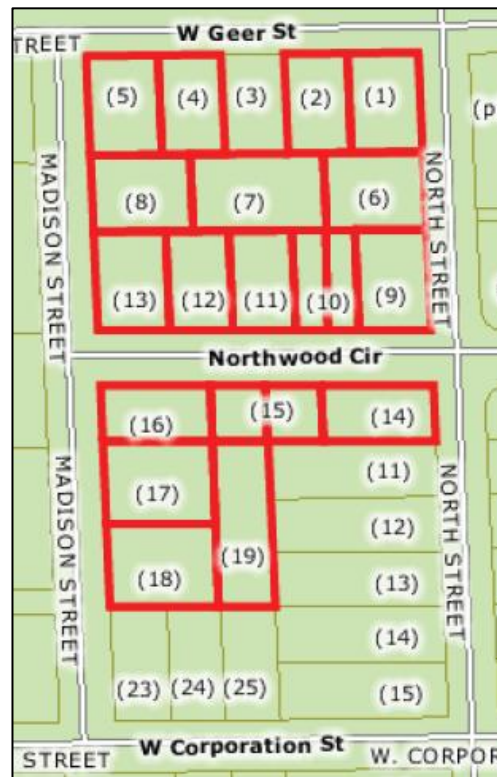 W Geer St
TREET
(5) (4) (3) (2) (1)
(p
MADISON STREET
NORTH STREET
(8) (7) (6)
(13) (12) (11) (10) (9)
Northwood Cir
(16) (15) (14)
MADISON STREET
NORTH STREET
(11)
(17)
(12)
(19)
(18)
(13)
(14)
(23) (24) (25) (15)
STREET W Corporation St W. CORPOR